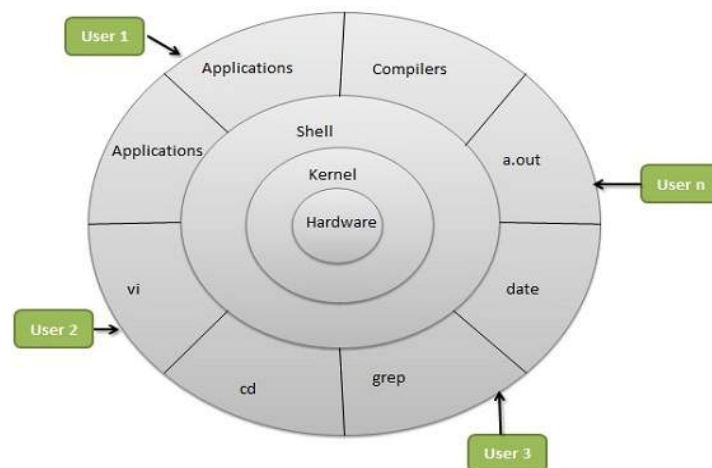 User 1
Applications
Compilers
Shell
Applications
a.out
Kernel
User n
Hardware
vi
date
User 2
cd
grep
User 3